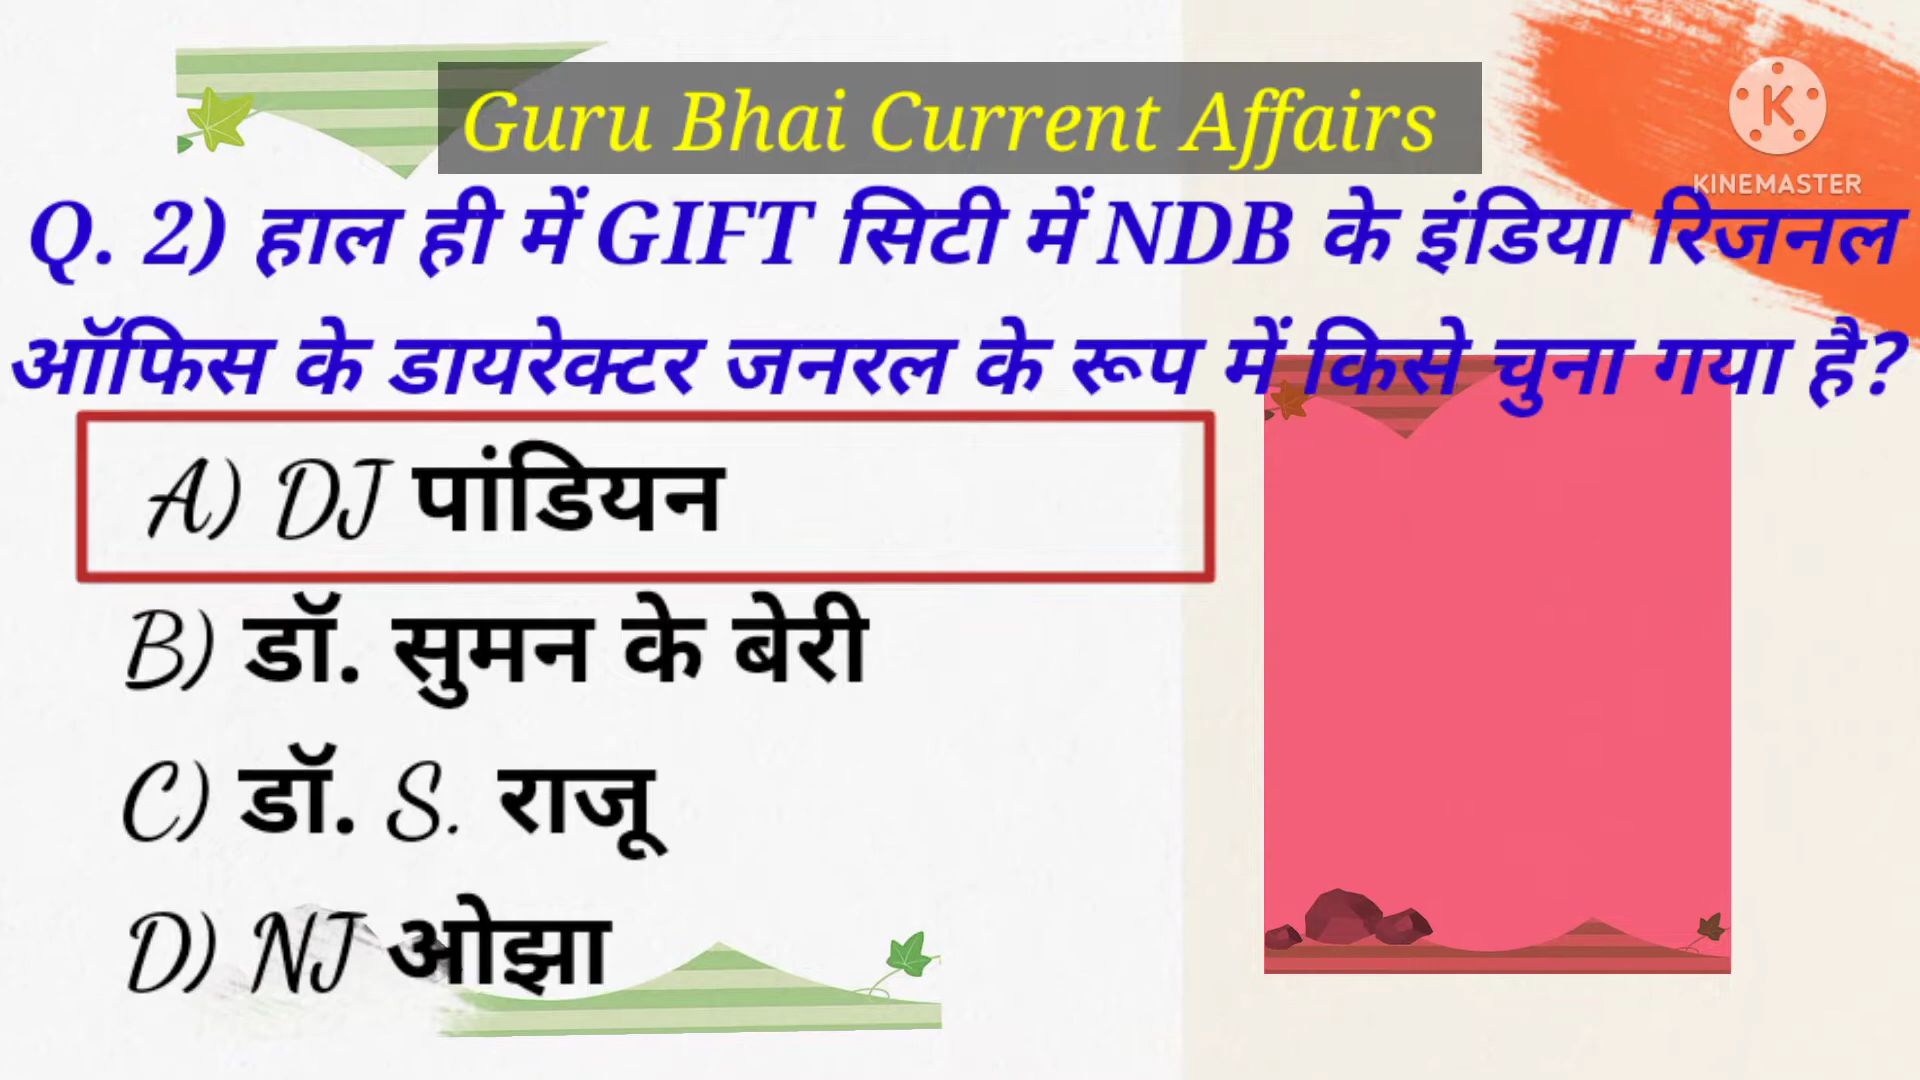 Guru Bhai Current Affairs
KINEMASTER
Q. 2) हाल ही में GIFT सिटी में NDB के इंडिया रिजनल
ऑफिस के डायरेक्टर जनरल के रूप में किसे चुना गया है?
A) DJ पांडियन
B) डॉ. सुमन के बेरी
C) डॉ. S. राजू
D) NJ ओझा